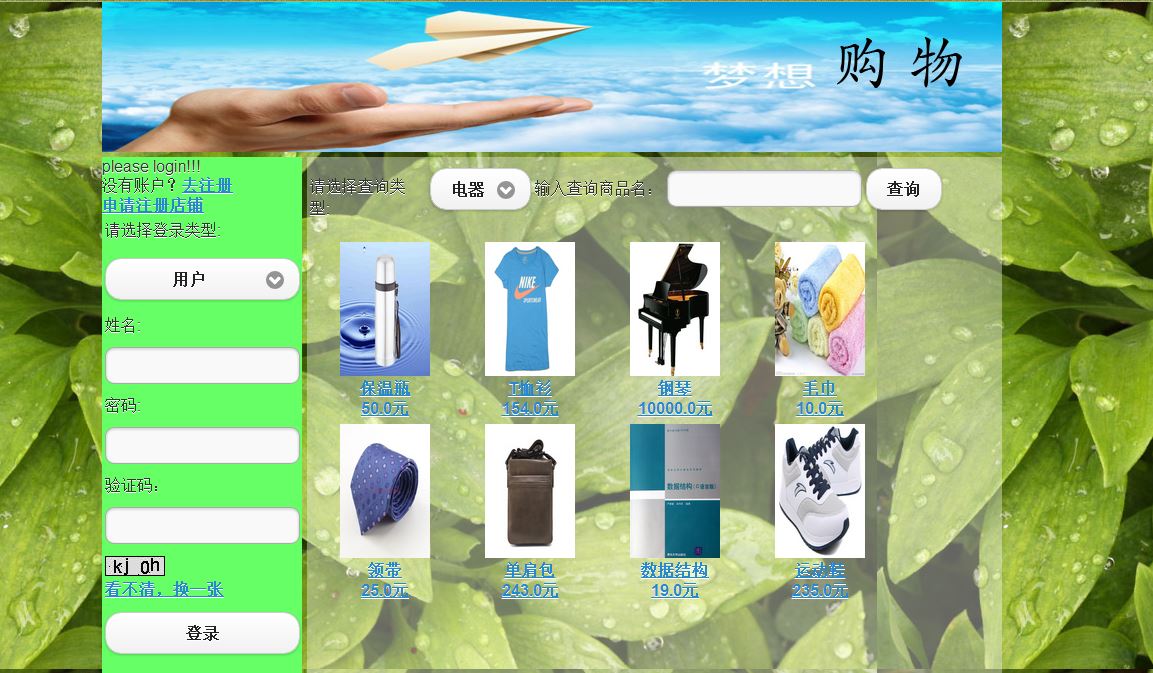 梦想 购物
please login!!!
没有账户？去注册
申请注册店铺
请选择登录类型:
用户
姓名:
密码:
验证码：
看不清，换一张
登录
请选择查询类
型:
电器
输入查询商品名：
查询
NIKE
保温瓶
50.0元
T恤衫
154.0元
钢琴
10000.0元
毛巾
10.0元
数据结构
领带
25.0元
单肩包
243.0元
数据结构
19.0元
运动鞋
235.0元